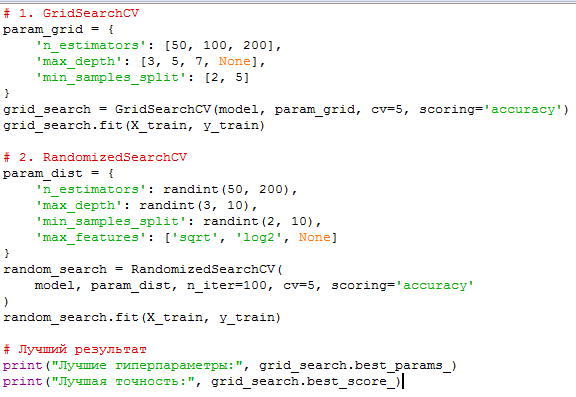 # 1. GridSearchCV
param_grid = {
    'n_estimators': [50, 100, 200],
    'max_depth': [3, 5, 7, None],
    'min_samples_split': [2, 5]
}
grid_search = GridSearchCV(model, param_grid, cv=5, scoring='accuracy')
grid_search.fit(X_train, y_train)

# 2. RandomizedSearchCV
param_dist = {
    'n_estimators': randint(50, 200),
    'max_depth': randint(3, 10),
    'min_samples_split': randint(2, 10),
    'max_features': ['sqrt', 'log2', None]
}
random_search = RandomizedSearchCV(
    model, param_dist, n_iter=100, cv=5, scoring='accuracy'
)
random_search.fit(X_train, y_train)

# Лучший результат
print("Лучшие гиперпараметры:", grid_search.best_params_)
print("Лучшая точность:", grid_search.best_score_)